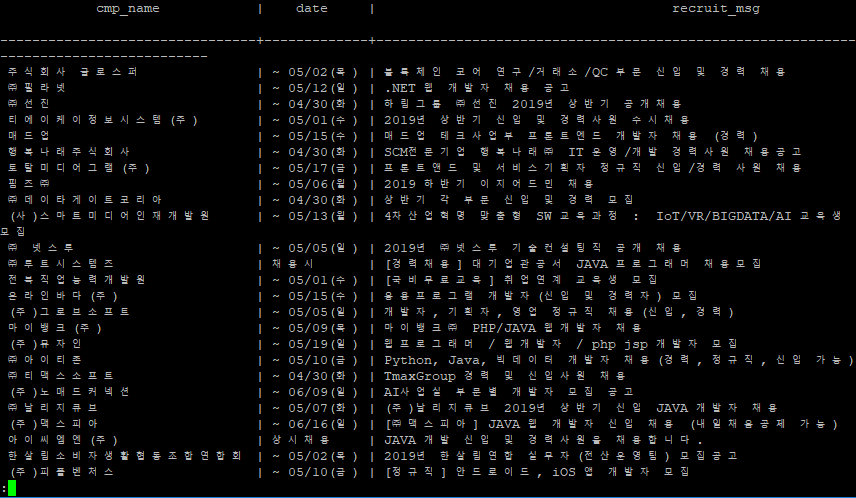 cmp_name | date | recruit_msg
--------------------------------+-------------+------------------------------------------------------------
--------------------------
주식회사 글로스퍼 | ~ 05/02(목) | 블록체인 코어 연구/거래소/QC 부문 신입 및 경력 채용
㈜필라넷 | ~ 05/12(일) | .NET 웹 개발자 채용 공고
㈜선진 | ~ 04/30(화) | 하림그룹 ㈜선진 2019년 상반기 공개채용
티에이케이정보시스템(주) | ~ 05/01(수) | 2019년 상반기 신입 및 경력사원 수시채용
매드업 | ~ 05/15(수) | 매드업 테크사업부 프론트엔드 개발자 채용 (경력)
행복나래주식회사 | ~ 04/30(화) | SCM전문기업 행복나래㈜ IT운영/개발 경력사원 채용공고
토탈미디어그램(주) | ~ 05/17(금) | 프론트앤드 및 서비스기획자 정규직 신입/경력 사원 채용
핌즈㈜ | ~ 05/06(월) | 2019 하반기 이지어드민 채용
㈜데이타게이트코리아 | ~ 04/30(화) | 상반기 각 부문 신입 및 경력 모집
(사)스마트미디어인재개발원 | ~ 05/13(월) | 4차산업혁명 맞춤형 SW교육과정 : IoT/VR/BIGDATA/AI 교육생
모집
㈜ 넷스루 | ~ 05/05(일) | 2019년 ㈜넷스루 기술컨설팅직 공개 채용
㈜루트시스템즈 | 채용시 | [경력채용] 대기업관공서 JAVA프로그래머 채용모집
전북직업능력개발원 | ~ 05/01(수) | [국비무료교육] 취업연계 교육생 모집
온라인바다(주) | ~ 05/15(수) | 응용프로그램 개발자(신입 및 경력자) 모집
(주)그로브소프트 | ~ 05/05(일) | 개발자, 기획자, 영업 정규직 채용(신입, 경력)
마이뱅크(주) | ~ 05/09(목) | 마이뱅크㈜ PHP/JAVA 웹개발자 채용
(주)뷰자인 | ~ 05/19(일) | 웹프로그래머 / 웹개발자 / php jsp 개발자 모집
㈜아이티존 | ~ 05/10(금) | Python, Java, 빅데이터 개발자 채용(경력, 정규직, 신입 가능)
㈜티맥스소프트 | ~ 04/30(화) | TmaxGroup 경력 및 신입사원 채용
(주)노매드커넥션 | ~ 06/09(일) | AI사업실 부문별 개발자 모집 공고
㈜날리지큐브 | ~ 05/07(화) | (주)날리지큐브 2019년 상반기 신입 JAVA 개발자 채용
(주)맥스피아 | ~ 06/16(일) | [㈜맥스피아] JAVA 웹 개발자 신입 채용 (내일채움공제 가능)
아이씨엠엔(주) | 상시채용 | JAVA 개발 신입 및 경력사원을 채용합니다.
한살림소비자생활협동조합연합회 | ~ 05/02(목) | 2019년 한살림연합 실무자(전산운영팀) 모집공고
(주)피플벤처스 | ~ 05/10(금) | [정규직] 안드로이드, iOS앱 개발자 모집
: